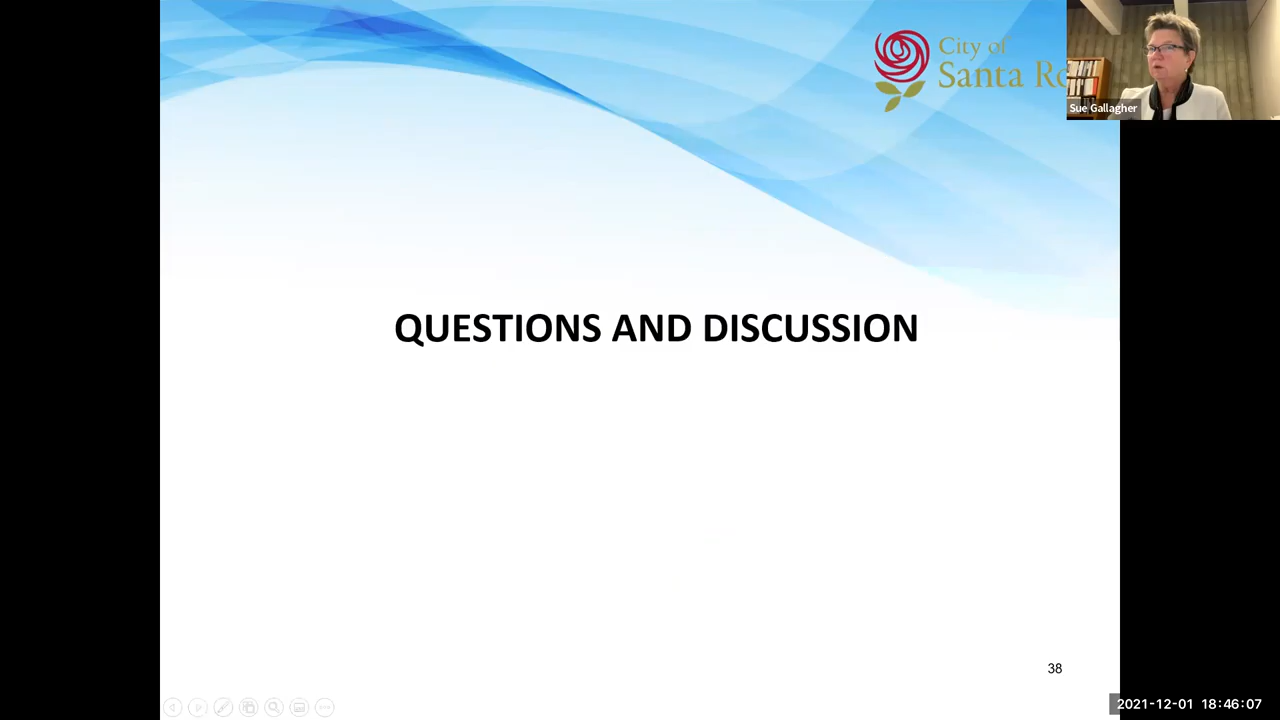 City of
Santa Ro
Sue Gallagher
QUESTIONS AND DISCUSSION
38
2021-12-01 18:46:07